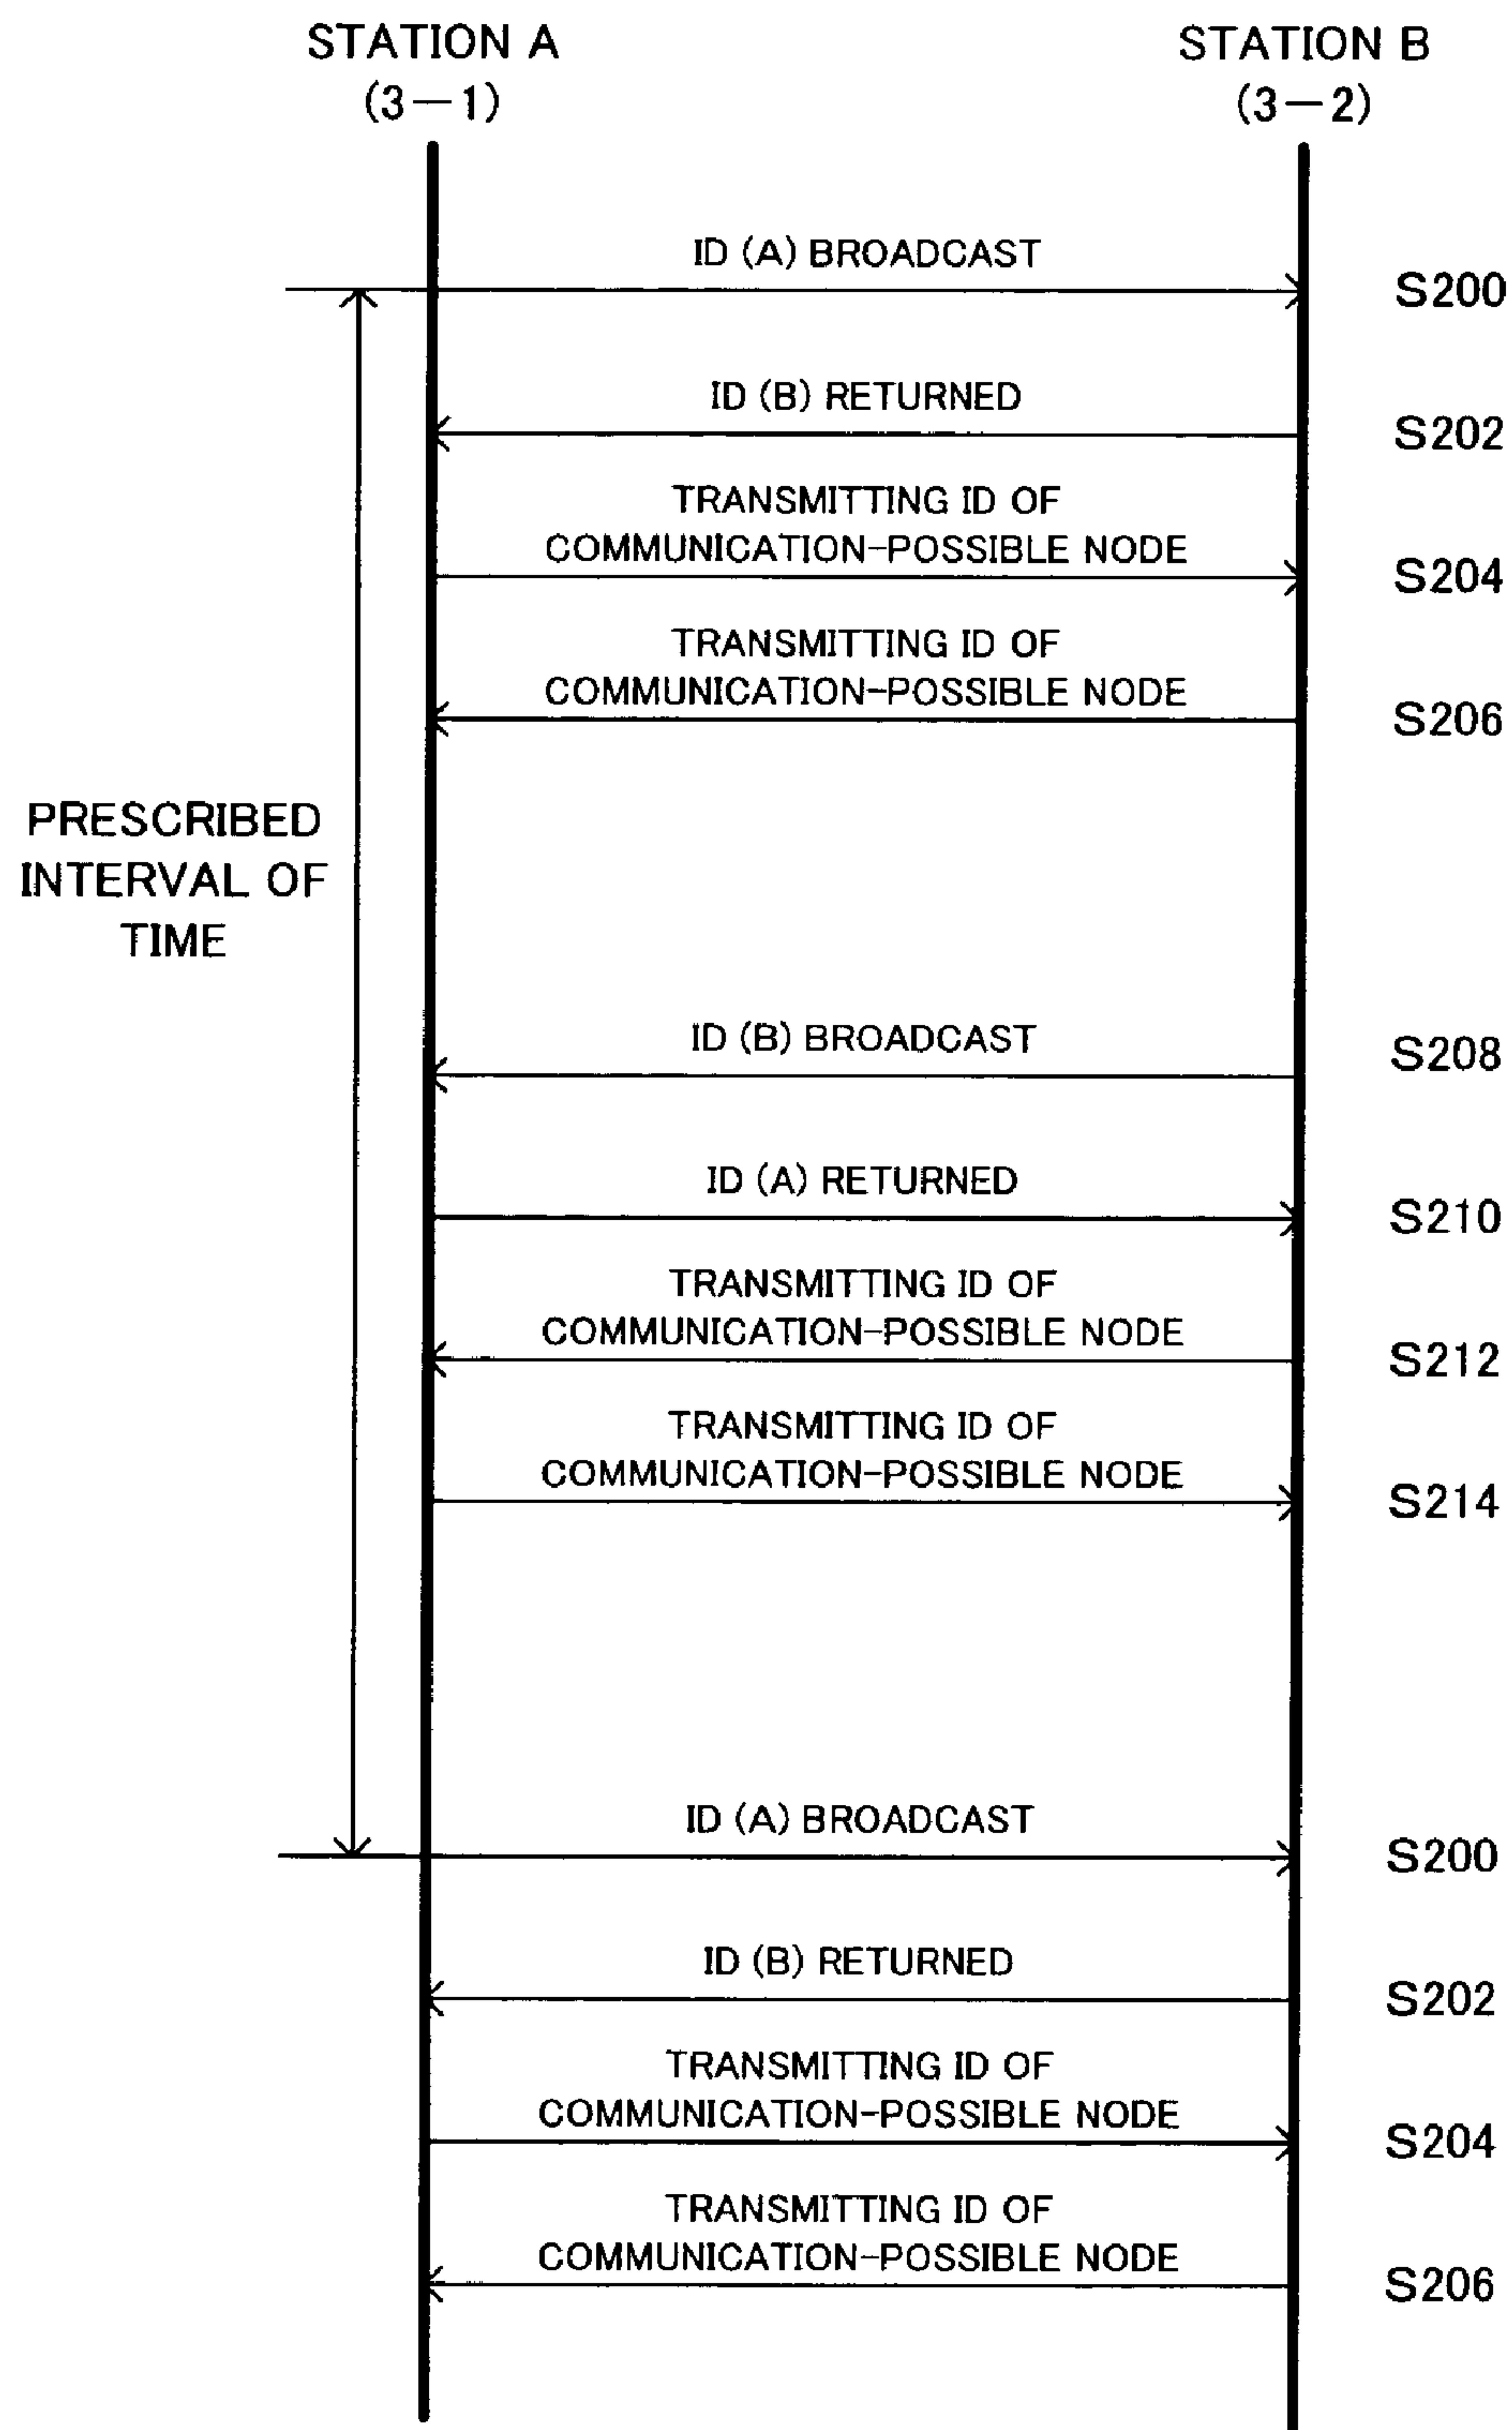 STATION A
(3-1)
STATION B
(3-2)
ID (A) BROADCAST
S200
ID (B) RETURNED
S202
TRANSMITTING ID OF
COMMUNICATION-POSSIBLE NODE
S204
TRANSMITTING ID OF
COMMUNICATION-POSSIBLE NODE
S206
PRESCRIBED
INTERVAL OF
TIME
ID (B) BROADCAST
S208
ID (A) RETURNED
S210
TRANSMITTING ID OF
COMMUNICATION-POSSIBLE NODE
S212
TRANSMITTING ID OF
COMMUNICATION-POSSIBLE NODE
S214
ID (A) BROADCAST
S200
ID (B) RETURNED
S202
TRANSMITTING ID OF
COMMUNICATION-POSSIBLE NODE
S204
TRANSMITTING ID OF
COMMUNICATION-POSSIBLE NODE
S206